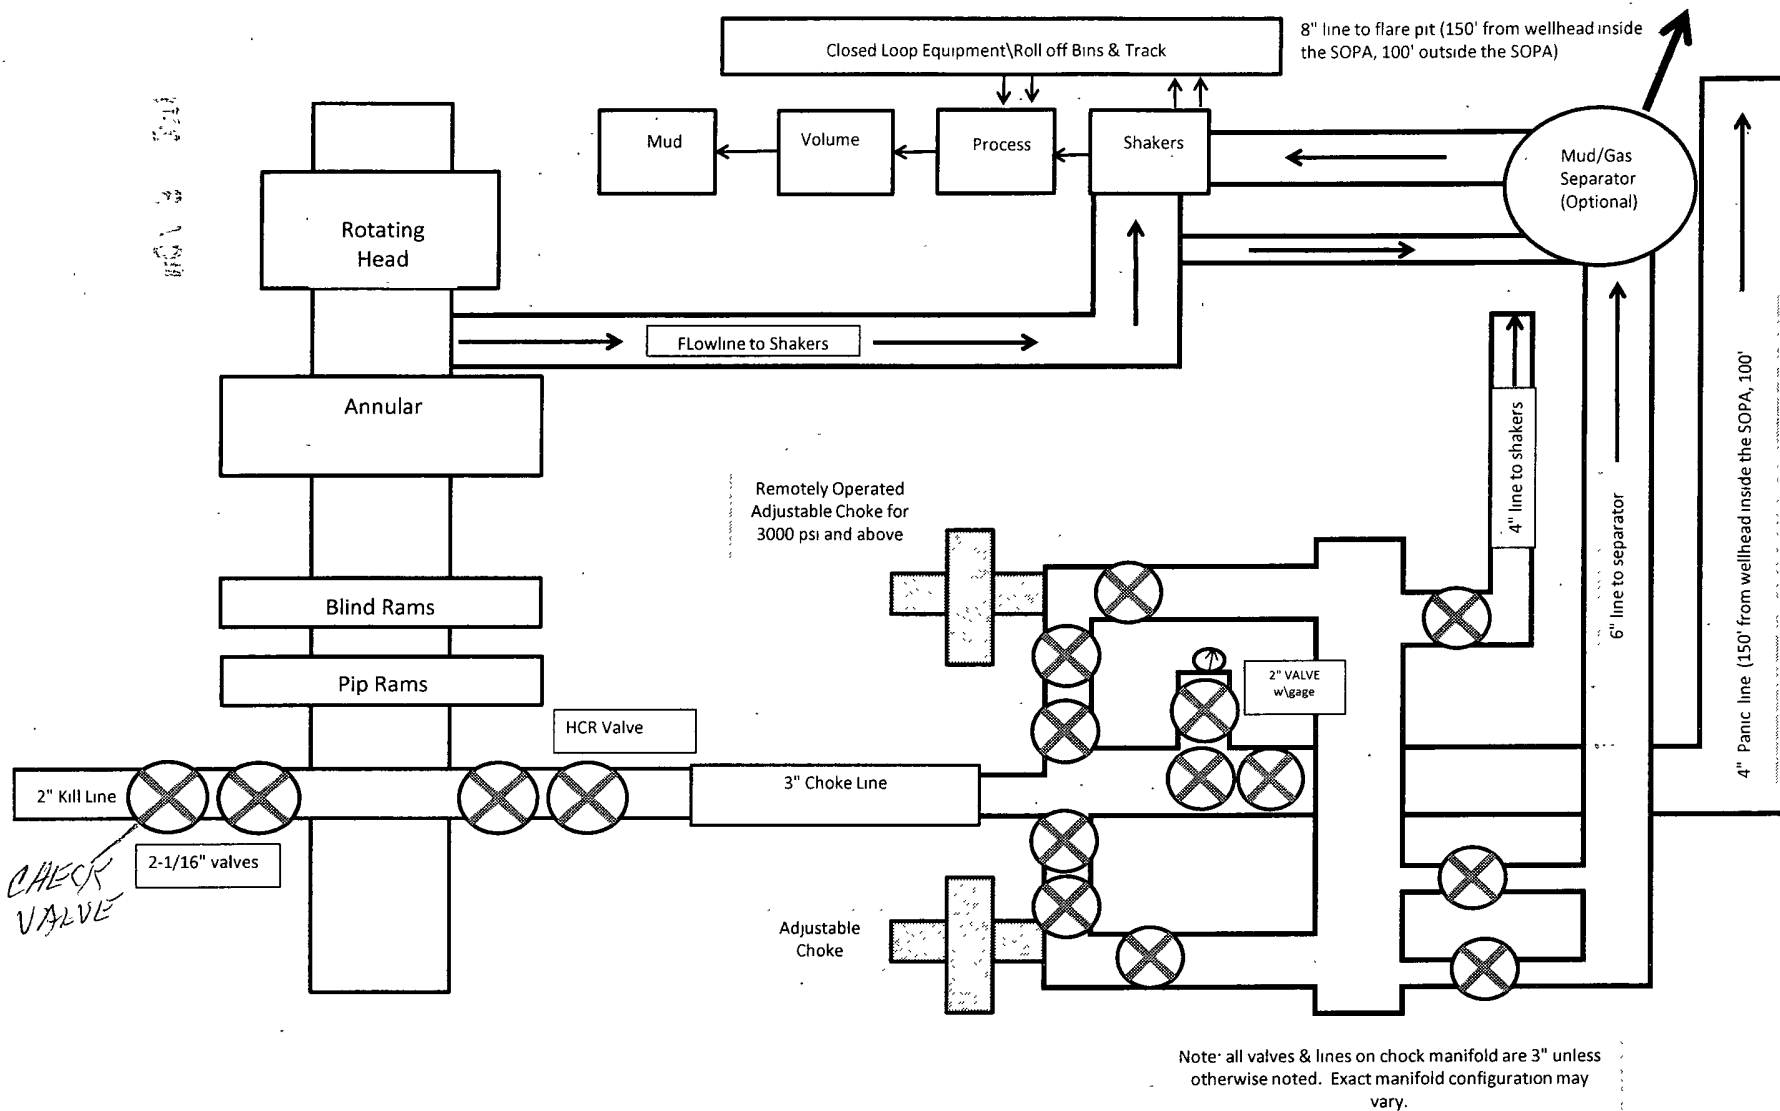 Closed Loop Equipment\Roll off Bins & Track
8" line to flare pit (150' from wellhead inside
the SOPA, 100' outside the SOPA)
Mud
Volume
Process
Shakers
Mud/Gas
Separator
(Optional)
Rotating
Head
FLowline to Shakers
Annular
4" line to shakers
6" line to separator
4" Panic line (150' from wellhead inside the SOPA, 100'
Remotely Operated
Adjustable Choke for
3000 psi and above
Blind Rams
Pip Rams
2" VALVE
w\gage
HCR Valve
2" Kill Line
3" Choke Line
2-1/16" valves
CHECK
VALVE
Adjustable
Choke
Note: all valves & lines on chock manifold are 3" unless
otherwise noted. Exact manifold configuration may
vary.